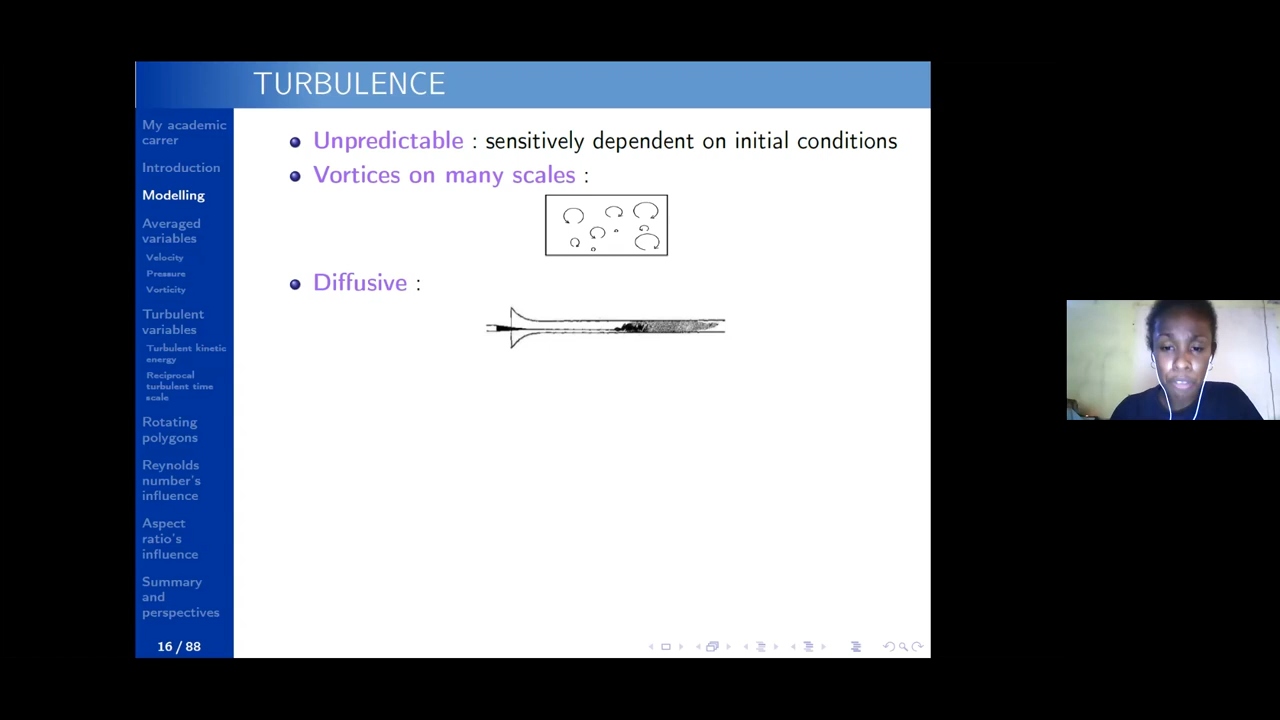 TURBULENCE
My academic
carrer
Introduction
Modelling
Averaged
variables
Velocity
Pressure
Vorticity
Turbulent
variables
Turbulent kinetic
energy
Reciprocal
turbulent time
scale
Rotating
polygons
Reynolds
number's
influence
Aspect
ratio's
influence
Summary
and
perspectives
16 / 88
Unpredictable : sensitively dependent on initial conditions
Vortices on many scales :
Diffusive :